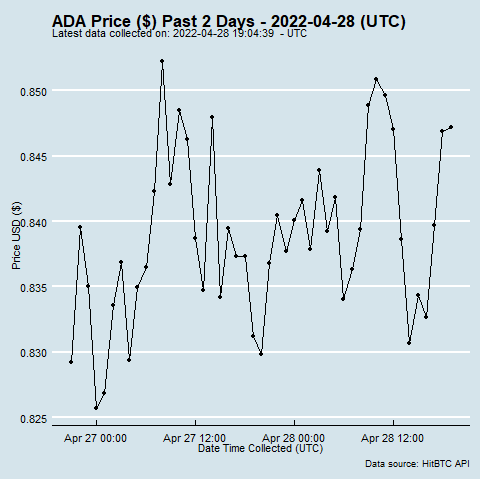 ADA Price ($) Past 2 Days - 2022-04-28 (UTC)
Latest data collected on: 2022-04-28 19:04:39 - UTC
0.850
0.845
0.840
0.835
0.830
0.825
Price USD ($)
Apr 27 00:00
Apr 27 12:00
Apr 28 00:00
Apr 28 12:00
Date Time Collected (UTC)
Data source: HitBTC API